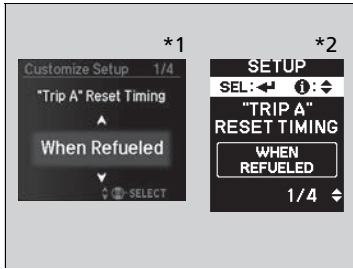 *1
Customize Setup 1/4
"Trip A" Reset Timing
When Refueled
SELECT
*2
SETUP
SEL:
"TRIP A"
RESET TIMING
WHEN
REFUELED
1/4